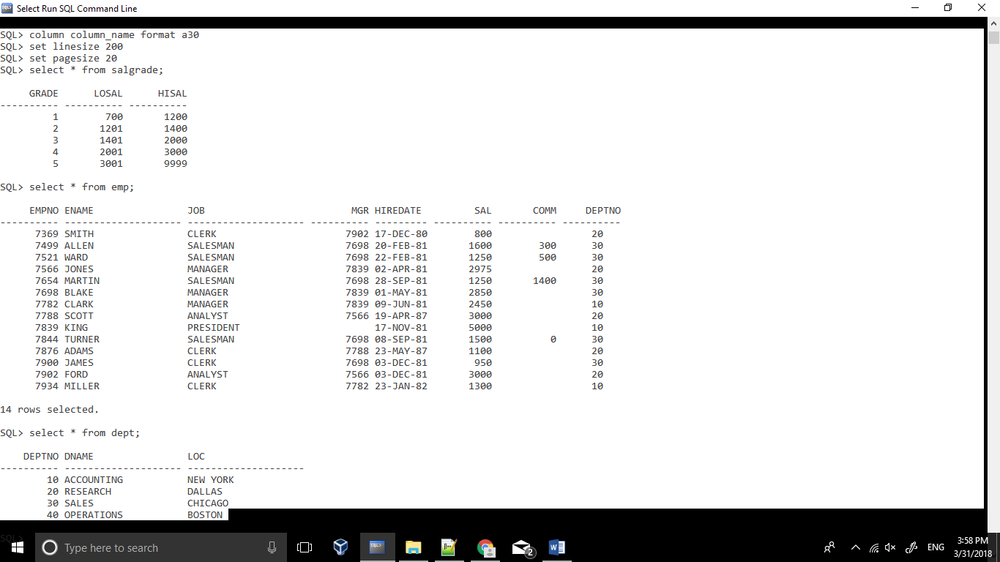 Select Run SQL Command Line
SQL> column column_name format a30
SQL> set linesize 200
SQL> set pagesize 20
SQL> select * from salgrade;
     GRADE      LOSAL      HISAL
---------- ---------- ----------
         1        700       1200
         2       1201       1400
         3       1401       2000
         4       2001       3000
         5       3001       9999
SQL> select * from emp;
     EMPNO ENAME                JOB                         MGR HIREDATE         SAL       COMM     DEPTNO
---------- -------------------- -------------------- ---------- --------- ---------- ---------- ----------
      7369 SMITH                CLERK                      7902 17-DEC-80        800                    20
      7499 ALLEN                SALESMAN                   7698 20-FEB-81       1600        300         30
      7521 WARD                 SALESMAN                   7698 22-FEB-81       1250        500         30
      7566 JONES                MANAGER                    7839 02-APR-81       2975                    20
      7654 MARTIN               SALESMAN                   7698 28-SEP-81       1250       1400         30
      7698 BLAKE                MANAGER                    7839 01-MAY-81       2850                    30
      7782 CLARK                MANAGER                    7839 09-JUN-81       2450                    10
      7788 SCOTT                ANALYST                    7566 19-APR-87       3000                    20
      7839 KING                 PRESIDENT                       17-NOV-81       5000                    10
      7844 TURNER               SALESMAN                   7698 08-SEP-81       1500          0         30
      7876 ADAMS                CLERK                      7788 23-MAY-87       1100                    20
      7900 JAMES                CLERK                      7698 03-DEC-81        950                    30
      7902 FORD                 ANALYST                    7566 03-DEC-81       3000                    20
      7934 MILLER               CLERK                      7782 23-JAN-82       1300                    10
14 rows selected.
SQL> select * from dept;
    DEPTNO DNAME                LOC
---------- -------------------- --------------------
        10 ACCOUNTING           NEW YORK
        20 RESEARCH             DALLAS
        30 SALES                CHICAGO
        40 OPERATIONS           BOSTON
SQL>
Type here to search
2
ENG
3:58 PM
3/31/2018